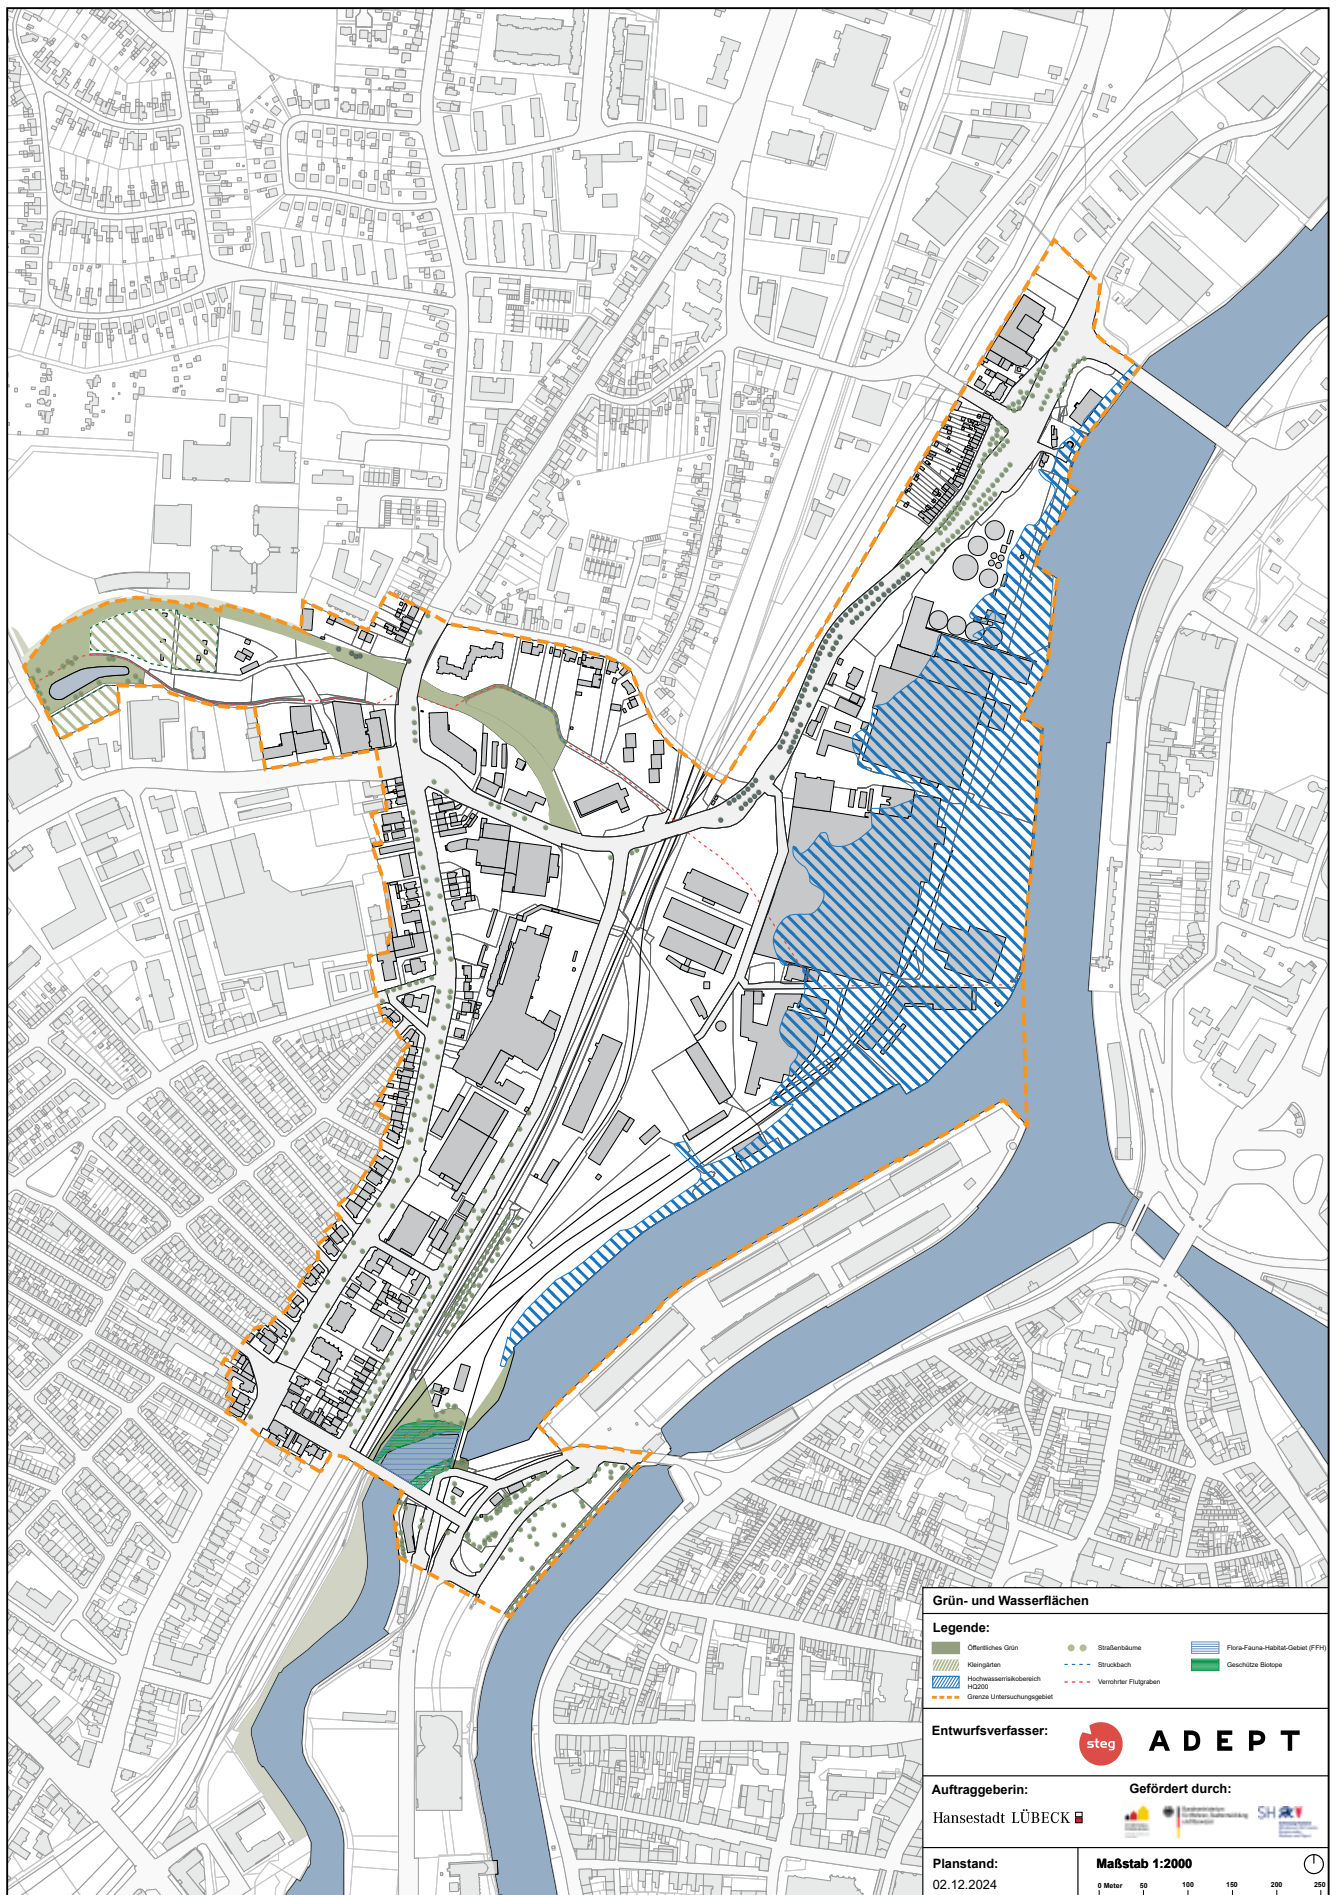 Grün- und Wasserflächen
Legende:
Öffentliches Grün
Straßenbäume
Flora-Fauna-Habitat-Gebiet (FFH)
Kleingärten
Struckbach
Geschütze Biotope
Hochwasserrisikobereich
HQ200
Verrohrter Flutgraben
Grenze Untersuchungsgebiet
Entwurfsverfasser:
steg
ADEPT
Auftraggeberin:
Gefördert durch:
Hansestadt LÜBECK
SH
Planstand:
02.12.2024
Maßstab 1:2000
0 Meter 50 100 150 200 250